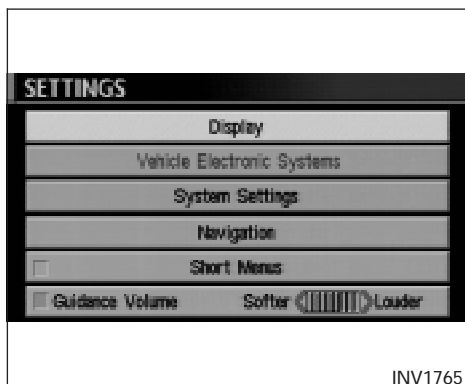 SETTINGS
Display
Vehicle Electronic Systems
System Settings
Navigation
Short Menus
Guidance Volume Softer Louder
INV1765